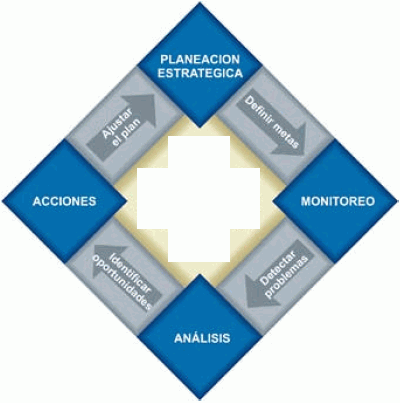 PLANEACION
ESTRATEGICA
Definir metas
MONITOREO
Detectar
problemas
ANÁLISIS
Identificar
oportunidades
ACCIONES
Ajustar
el plan